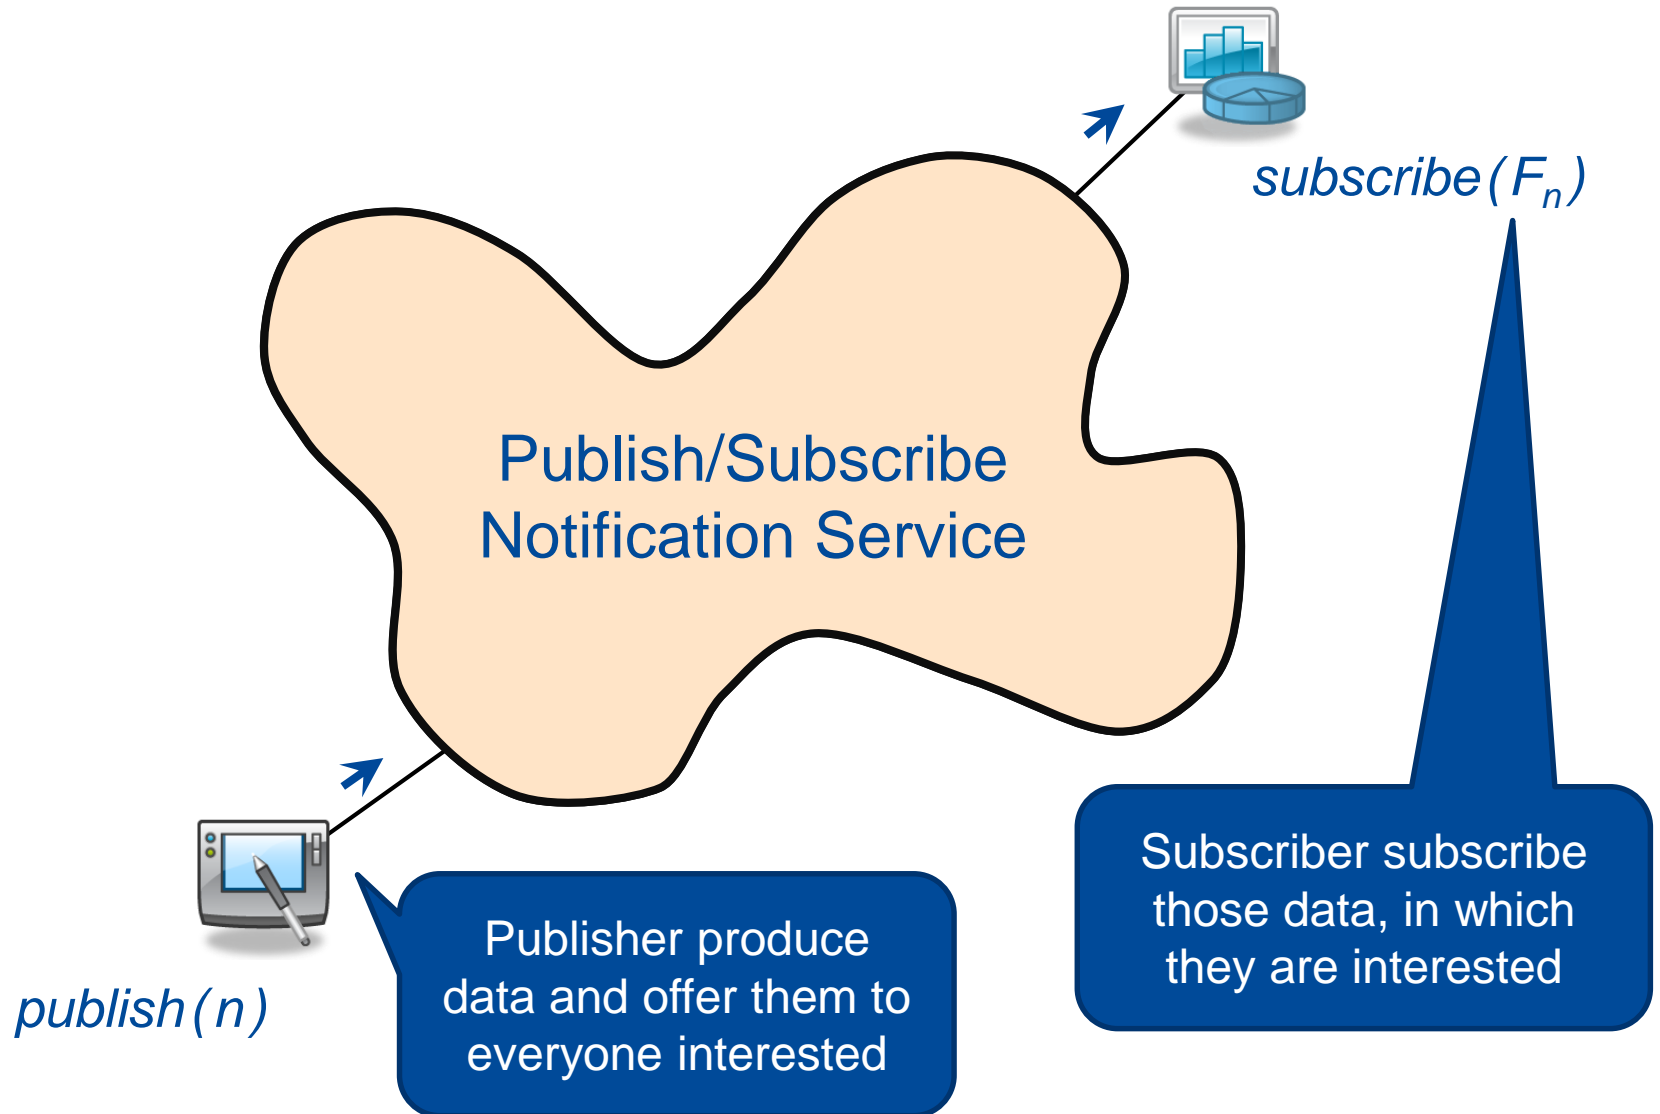 subscribe(Fn)
Publish/Subscribe
Notification Service
Subscriber subscribe
those data, in which
they are interested
Publisher produce
data and offer them to
everyone interested
publish(n)